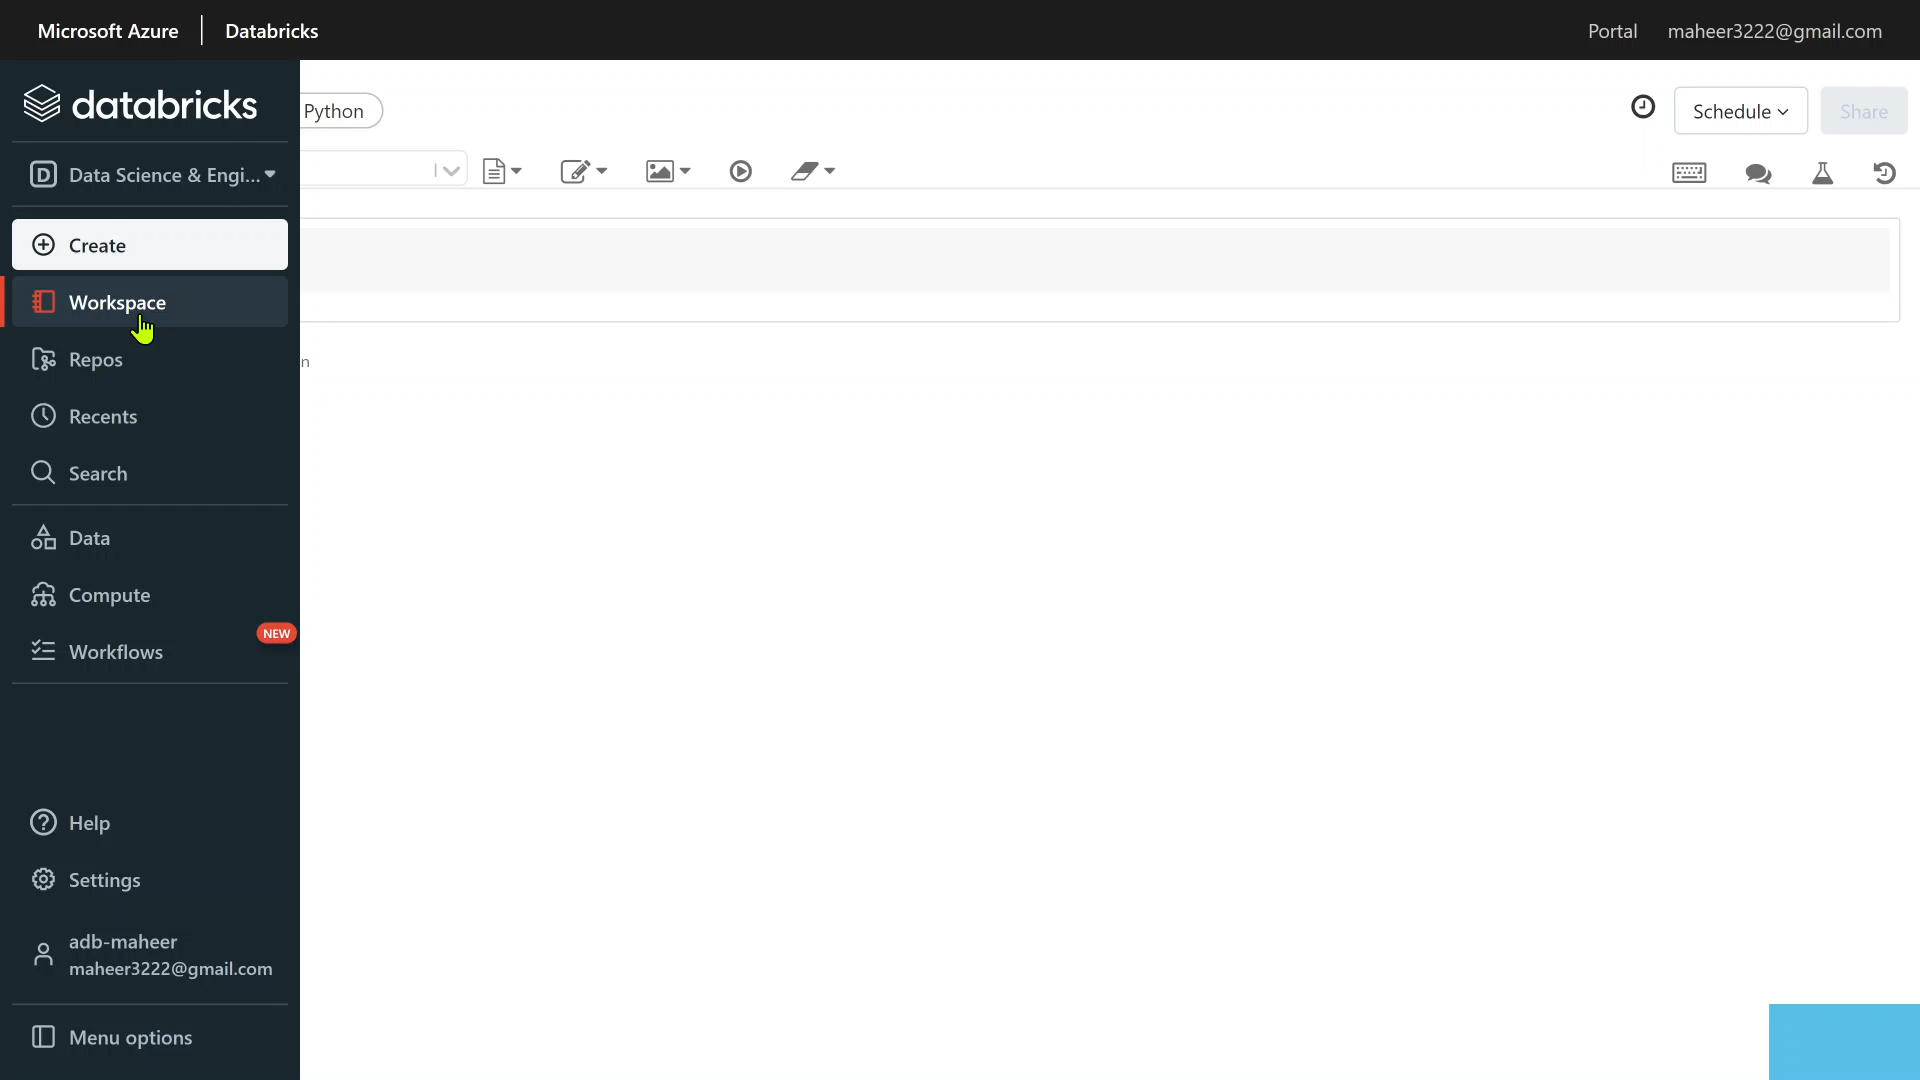 Microsoft Azure
Databricks
Portal
maheer3222@gmail.com
databricks
Python
Schedule
Share
D
Data Science & Engi...
Create
Workspace
Repos
n
Recents
Search
Data
Compute
NEW
Workflows
Help
Settings
adb-maheer
maheer3222@gmail.com
Menu options